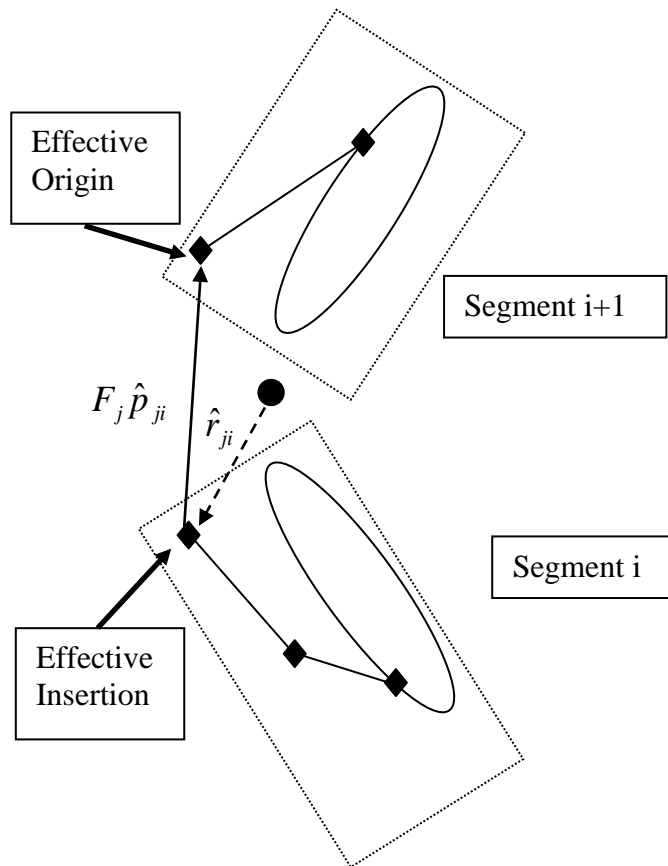 Effective
Origin
Segment i+1
F_j p̂_ji
r̂_ji
Segment i
Effective
Insertion